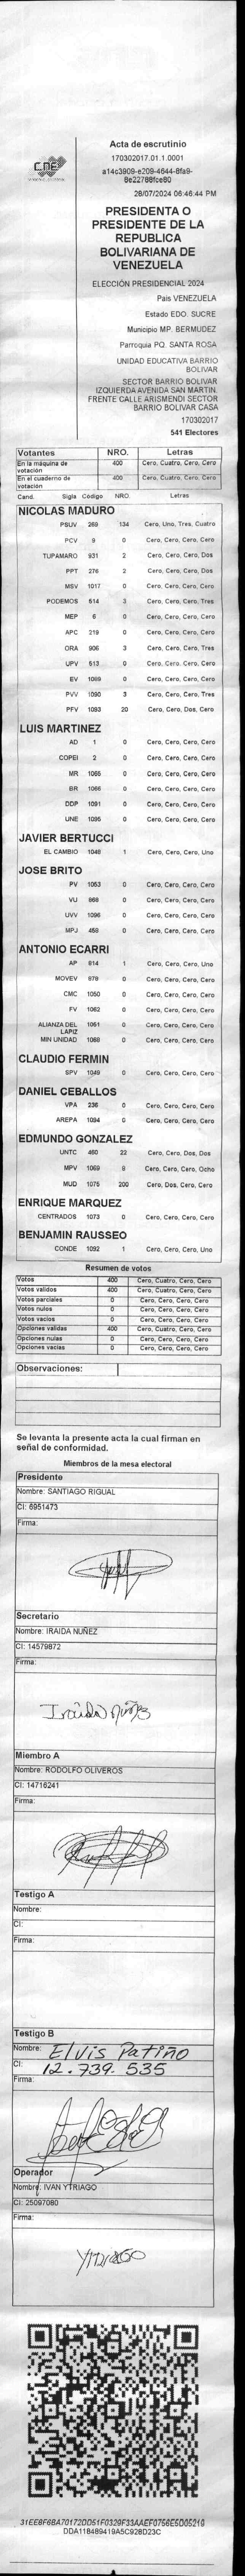 CNE
Acta de escrutinio
170302017.01.1.0001
a14c3909-e209-4644-8fa9-
8e22788fce80
28/07/2024 06:46:44 PM
PRESIDENTA O
PRESIDENTE DE LA
REPUBLICA
BOLIVARIANA DE
VENEZUELA
ELECCIÓN PRESIDENCIAL 2024
Pais VENEZUELA
Estado EDO. SUCRE
Municipio MP. BERMUDEZ
Parroquia PQ. SANTA ROSA
UNIDAD EDUCATIVA BARRIO
BOLIVAR
SECTOR BARRIO BOLIVAR
IZQUIERDA AVENIDA SAN MARTIN.
FRENTE CALLE ARISMENDI SECTOR
BARRIO BOLIVAR CASA
170302017
541 Electores
Votantes NRO. Letras
En la máquina de votación 400 Cero, Cuatro, Cero, Cero
En el cuaderno de votación 400 Cero, Cuatro, Cero, Cero
Cand. Sigla Código NRO. Letras
NICOLAS MADURO
PSUV 269 134 Cero, Uno, Tres, Cuatro
PCV 9 0 Cero, Cero, Cero, Cero
TUPAMARO 931 2 Cero, Cero, Cero, Dos
PPT 276 2 Cero, Cero, Cero, Dos
MSV 1017 0 Cero, Cero, Cero, Cero
PODEMOS 514 3 Cero, Cero, Cero, Tres
MEP 6 0 Cero, Cero, Cero, Cero
APC 219 0 Cero, Cero, Cero, Cero
ORA 906 3 Cero, Cero, Cero, Tres
UPV 513 0 Cero, Cero, Cero, Cero
EV 1089 0 Cero, Cero, Cero, Cero
PVV 1090 3 Cero, Cero, Cero, Tres
PFV 1093 20 Cero, Cero, Dos, Cero
LUIS MARTINEZ
AD 1 0 Cero, Cero, Cero, Cero
COPEI 2 0 Cero, Cero, Cero, Cero
MR 1065 0 Cero, Cero, Cero, Cero
BR 1066 0 Cero, Cero, Cero, Cero
DDP 1091 0 Cero, Cero, Cero, Cero
UNE 1095 0 Cero, Cero, Cero, Cero
JAVIER BERTUCCI
EL CAMBIO 1048 1 Cero, Cero, Cero, Uno
JOSE BRITO
PV 1053 0 Cero, Cero, Cero, Cero
VU 868 0 Cero, Cero, Cero, Cero
UVV 1096 0 Cero, Cero, Cero, Cero
MPJ 458 0 Cero, Cero, Cero, Cero
ANTONIO ECARRI
AP 814 1 Cero, Cero, Cero, Uno
MOVEV 878 0 Cero, Cero, Cero, Cero
CMC 1050 0 Cero, Cero, Cero, Cero
FV 1062 0 Cero, Cero, Cero, Cero
ALIANZA DEL LAPIZ 1051 0 Cero, Cero, Cero, Cero
MIN UNIDAD 1068 0 Cero, Cero, Cero, Cero
CLAUDIO FERMIN
SPV 1049 0 Cero, Cero, Cero, Cero
DANIEL CEBALLOS
VPA 236 0 Cero, Cero, Cero, Cero
AREPA 1094 0 Cero, Cero, Cero, Cero
EDMUNDO GONZALEZ
UNTC 460 22 Cero, Cero, Dos, Dos
MPV 1069 8 Cero, Cero, Cero, Ocho
MUD 1075 200 Cero, Dos, Cero, Cero
ENRIQUE MARQUEZ
CENTRADOS 1073 0 Cero, Cero, Cero, Cero
BENJAMIN RAUSSEO
CONDE 1092 1 Cero, Cero, Cero, Uno
Resumen de votos
Votos 400 Cero, Cuatro, Cero, Cero
Votos validos 400 Cero, Cuatro, Cero, Cero
Votos parciales 0 Cero, Cero, Cero, Cero
Votos nulos 0 Cero, Cero, Cero, Cero
Votos vacios 0 Cero, Cero, Cero, Cero
Opciones validas 400 Cero, Cuatro, Cero, Cero
Opciones nulas 0 Cero, Cero, Cero, Cero
Opciones vacias 0 Cero, Cero, Cero, Cero
Observaciones:
Se levanta la presente acta la cual firman en
señal de conformidad.
Miembros de la mesa electoral
Presidente
Nombre: SANTIAGO RIGUAL
CI: 6951473
Firma:
Secretario
Nombre: IRAIDA NUÑEZ
CI: 14579872
Firma:
Iraida Nuñez
Miembro A
Nombre: RODOLFO OLIVEROS
CI: 14716241
Firma:
Testigo A
Nombre:
CI:
Firma:
Testigo B
Nombre: Elvis Patiño
CI: 12.739.535
Firma:
Operador
Nombre: IVAN YTRIAGO
CI: 25097080
Firma:
YTRIAGO
31EE8F6BA70172DD51F0329F33AAEF0756E5D05219
DDA118489419A5C928D23C